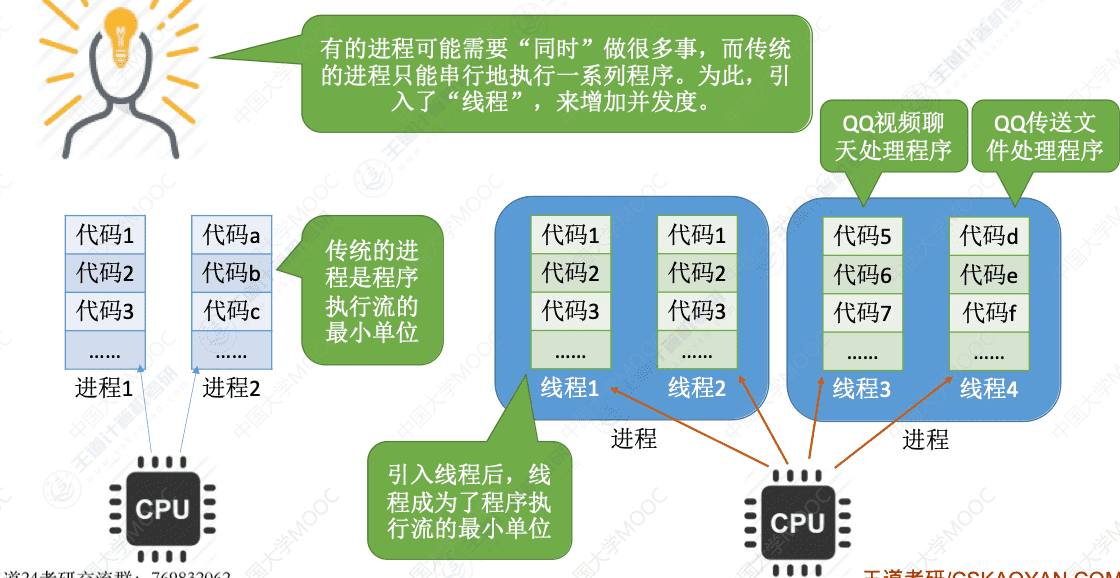 有的进程可能需要“同时”做很多事，而传统
的进程只能串行地执行一系列程序。为此，引
入了“线程”，来增加并发度。
QQ视频聊
天处理程序
QQ传送文
件处理程序
代码1
代码2
代码3
……
进程1
代码a
代码b
代码c
……
进程2
传统的进
程是程序
执行流的
最小单位
代码1
代码2
代码3
……
线程1
代码1
代码2
代码3
……
线程2
进程
代码5
代码6
代码7
……
线程3
代码d
代码e
代码f
……
线程4
进程
引入线程后，线
程成为了程序执
行流的最小单位
CPU
CPU
道24考研交流群：769832062
王道考研/CSKAOYAN.COM